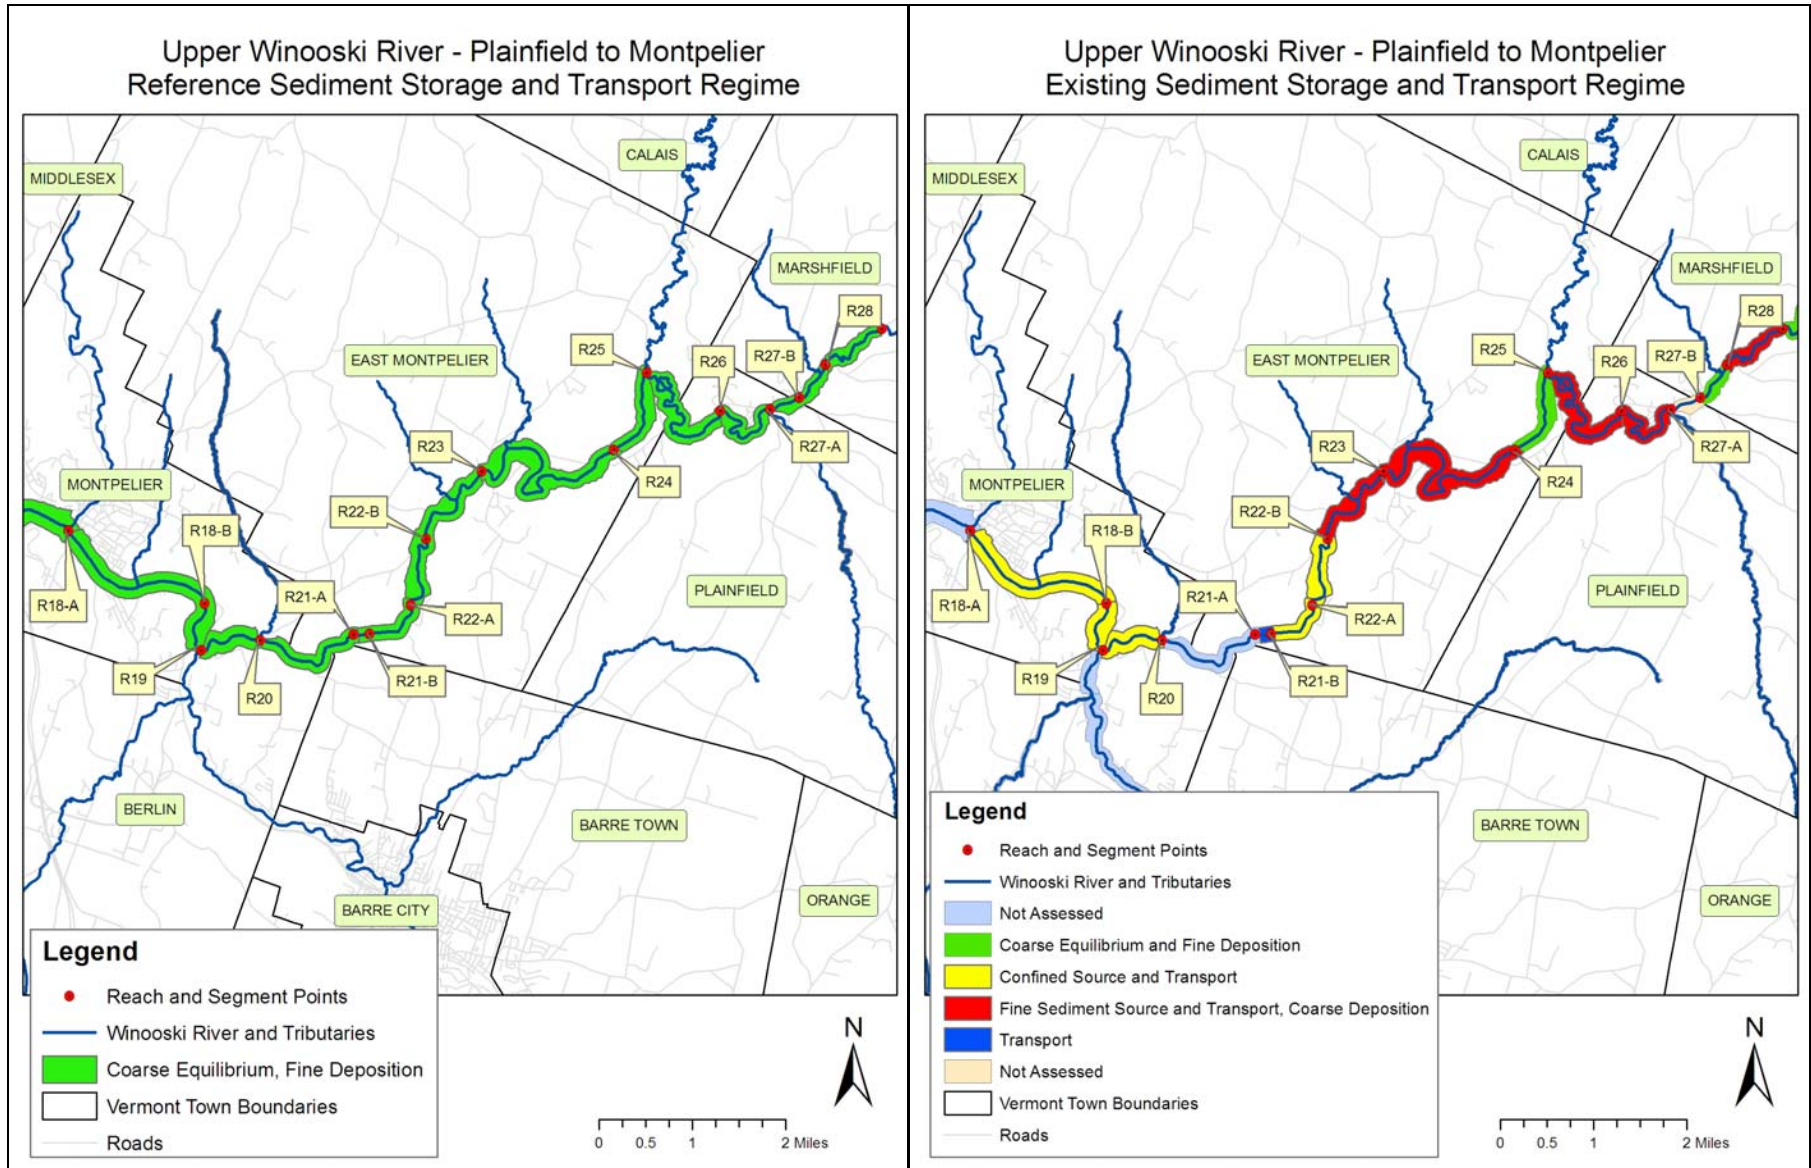 Upper Winooski River - Plainfield to Montpelier
Reference Sediment Storage and Transport Regime
CALAIS
MIDDLESEX
MARSHFIELD
R28
R25
EAST MONTPELIER
R26
R27-B
R23
R27-A
R24
MONTPELIER
R22-B
R18-B
PLAINFIELD
R21-A
R18-A
R22-A
R19
R20
R21-B
BERLIN
BARRE TOWN
BARRE CITY
ORANGE
Legend
Reach and Segment Points
Winooski River and Tributaries
Coarse Equilibrium, Fine Deposition
Vermont Town Boundaries
Roads
N
0 0.5 1 2 Miles
Upper Winooski River - Plainfield to Montpelier
Existing Sediment Storage and Transport Regime
CALAIS
MIDDLESEX
MARSHFIELD
R28
R25
EAST MONTPELIER
R26
R27-B
R23
R27-A
R24
MONTPELIER
R22-B
R18-B
PLAINFIELD
R21-A
R18-A
R22-A
R19
R20
R21-B
BARRE TOWN
ORANGE
Legend
Reach and Segment Points
Winooski River and Tributaries
Not Assessed
Coarse Equilibrium and Fine Deposition
Confined Source and Transport
Fine Sediment Source and Transport, Coarse Deposition
Transport
Not Assessed
Vermont Town Boundaries
Roads
N
0 0.5 1 2 Miles